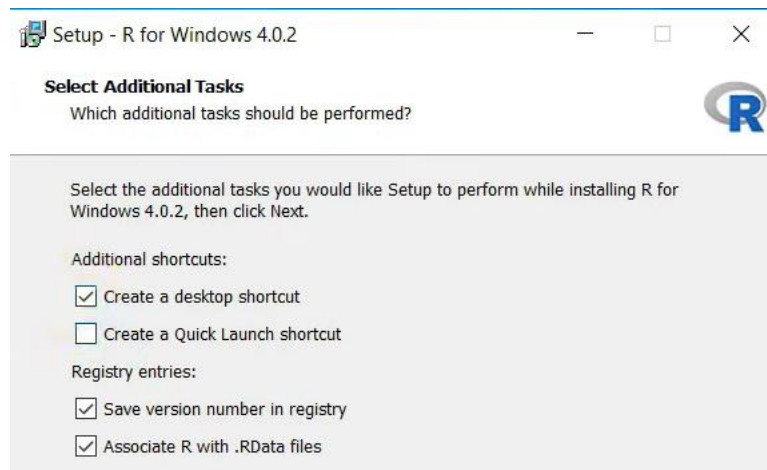 Setup - R for Windows 4.0.2
Select Additional Tasks
Which additional tasks should be performed?
R
Select the additional tasks you would like Setup to perform while installing R for
Windows 4.0.2, then click Next.
Additional shortcuts:
Create a desktop shortcut
Create a Quick Launch shortcut
Registry entries:
Save version number in registry
Associate R with .RData files